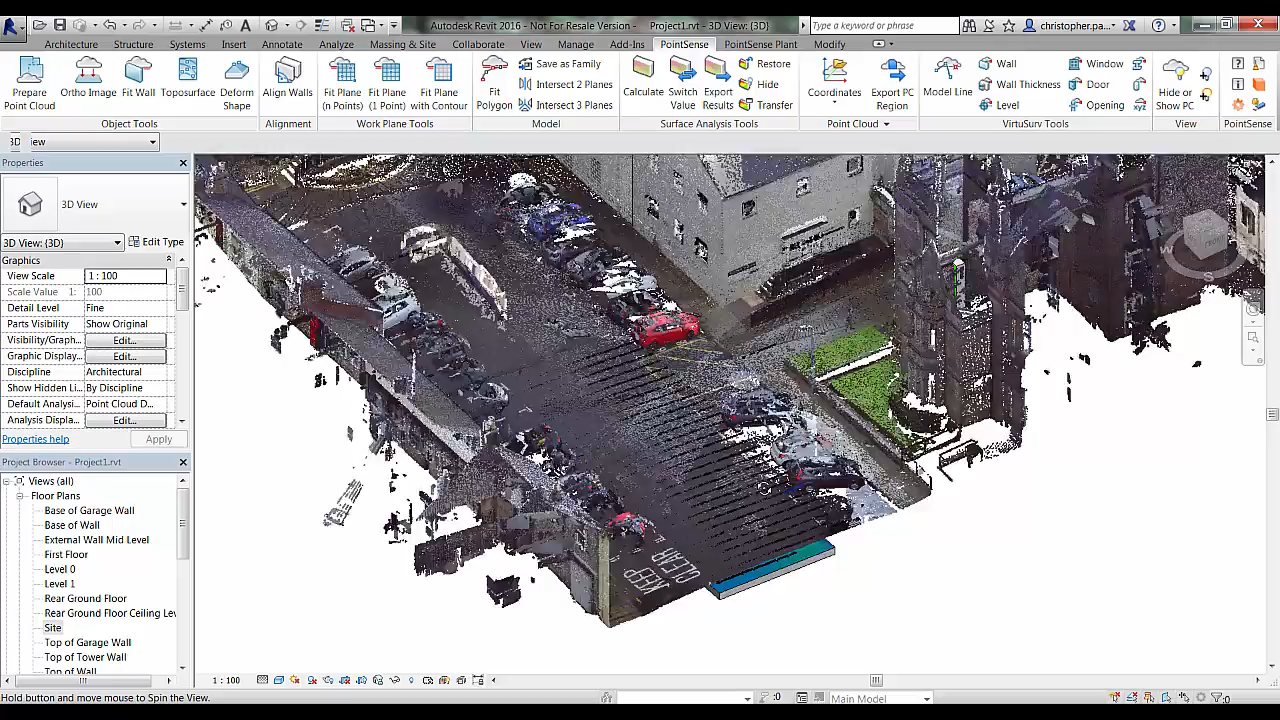 Autodesk Revit 2016 - Not For Resale Version - Project1.rvt - 3D View: {3D}
Type a keyword or phrase
christopher.pa...
Architecture Structure Systems Insert Annotate Analyze Massing & Site Collaborate View Manage Add-Ins PointSense PointSense Plant Modify
Prepare Point Cloud
Ortho Image
Fit Wall
Toposurface
Deform Shape
Align Walls
Fit Plane (n Points)
Fit Plane (1 Point)
Fit Plane with Contour
Fit Polygon
Save as Family
Intersect 2 Planes
Intersect 3 Planes
Calculate
Switch Value
Export Results
Restore
Hide
Transfer
Coordinates
Export PC Region
Model Line
Wall
Wall Thickness
Level
Window
Door
Opening
Hide or Show PC
Object Tools Alignment Work Plane Tools Model Surface Analysis Tools Point Cloud VirtuSurv Tools View PointSense
3D iew
Properties
3D View
3D View: {3D} Edit Type
Graphics
View Scale 1 : 100
Scale Value 1: 100
Detail Level Fine
Parts Visibility Show Original
Visibility/Graph... Edit...
Graphic Display... Edit...
Discipline Architectural
Show Hidden Li... By Discipline
Default Analysi... Point Cloud D...
Analysis Displa... Edit...
Properties help Apply
Project Browser - Project1.rvt
Views (all)
Floor Plans
Base of Garage Wall
Base of Wall
External Wall Mid Level
First Floor
Level 0
Level 1
Rear Ground Floor
Rear Ground Floor Ceiling Lev
Site
Top of Garage Wall
Top of Tower Wall
Top of Wall
KEEP
CLEAR
1 : 100
Hold button and move mouse to Spin the View.
:0
Main Model
:0